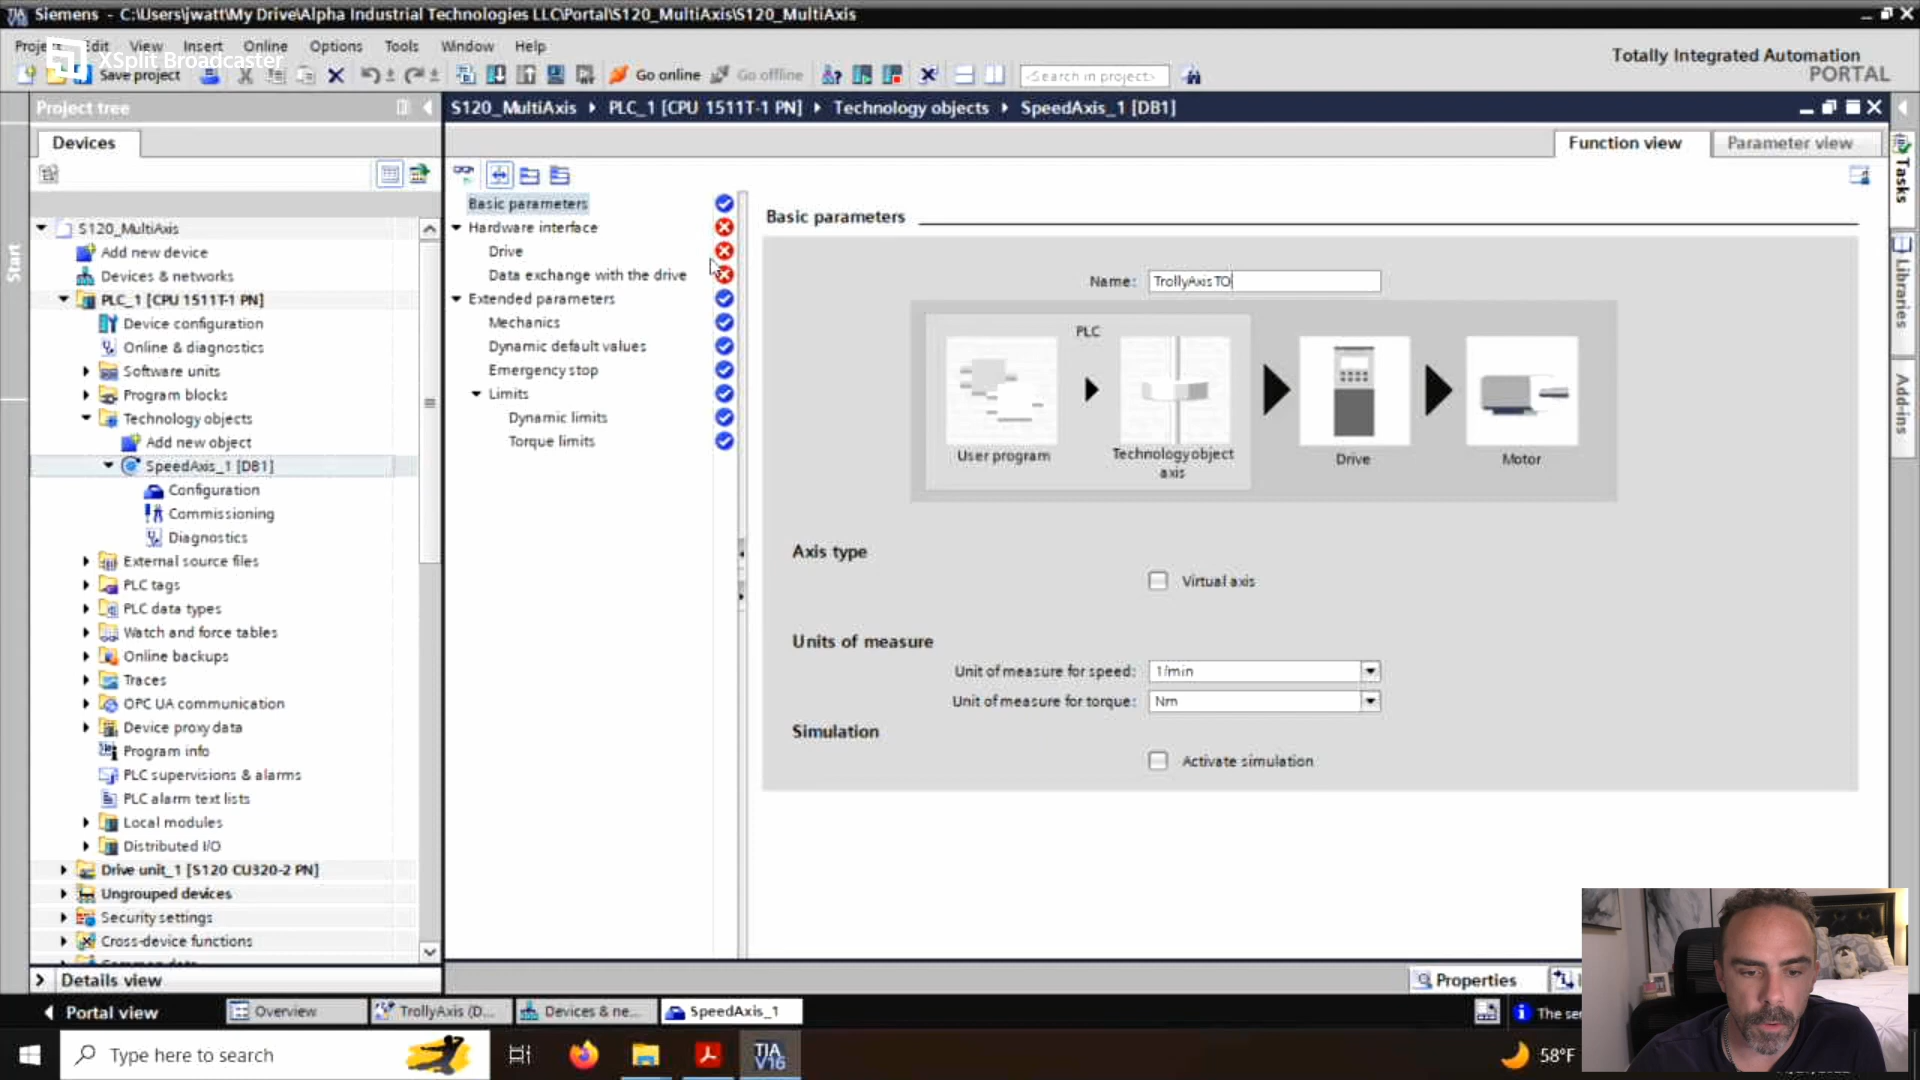 Siemens - C:\Users\jwatt\My Drive\Alpha Industrial Technologies LLC\Portal\S120_MultiAxis\S120_MultiAxis
Edit View Insert Online Options Tools Window Help
XSplit Broadcaster
Totally Integrated Automation
PORTAL
Save project
Go online
Go offline
<Search in project>
Project tree
S120_MultiAxis
PLC_1 [CPU 1511T-1 PN]
Technology objects
SpeedAxis_1 [DB1]
Devices
Function view
Parameter view
Start
Tasks
Libraries
Add-ins
S120_MultiAxis
Add new device
Devices & networks
PLC_1 [CPU 1511T-1 PN]
Device configuration
Online & diagnostics
Software units
Program blocks
Technology objects
Add new object
SpeedAxis_1 [DB1]
Configuration
Commissioning
Diagnostics
External source files
PLC tags
PLC data types
Watch and force tables
Online backups
Traces
OPC UA communication
Device proxy data
Program info
PLC supervisions & alarms
PLC alarm text lists
Local modules
Distributed I/O
Drive unit_1 [S120 CU320-2 PN]
Ungrouped devices
Security settings
Cross-device functions
Details view
Basic parameters
Hardware interface
Drive
Data exchange with the drive
Extended parameters
Mechanics
Dynamic default values
Emergency stop
Limits
Dynamic limits
Torque limits
Basic parameters
Name: TrollyAxisTO
PLC
User program
Technology object
axis
Drive
Motor
Axis type
Virtual axis
Units of measure
Unit of measure for speed: 1/min
Unit of measure for torque: Nm
Simulation
Activate simulation
Properties
Portal view
Overview
TrollyAxis (D...
Devices & ne...
SpeedAxis_1
The
Type here to search
TIA
V16
58°F